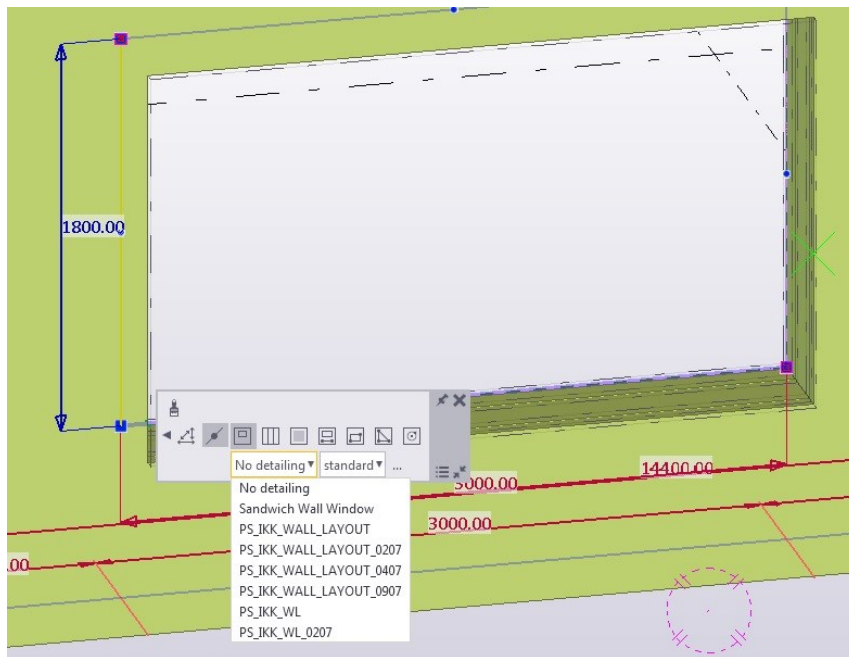 1800.00
No detailing
standard
...
14400.00
3000.00
No detailing
Sandwich Wall Window
3000.00
PS_IKK_WALL_LAYOUT
PS_IKK_WALL_LAYOUT_0207
.00
PS_IKK_WALL_LAYOUT_0407
PS_IKK_WALL_LAYOUT_0907
PS_IKK_WL
PS_IKK_WL_0207